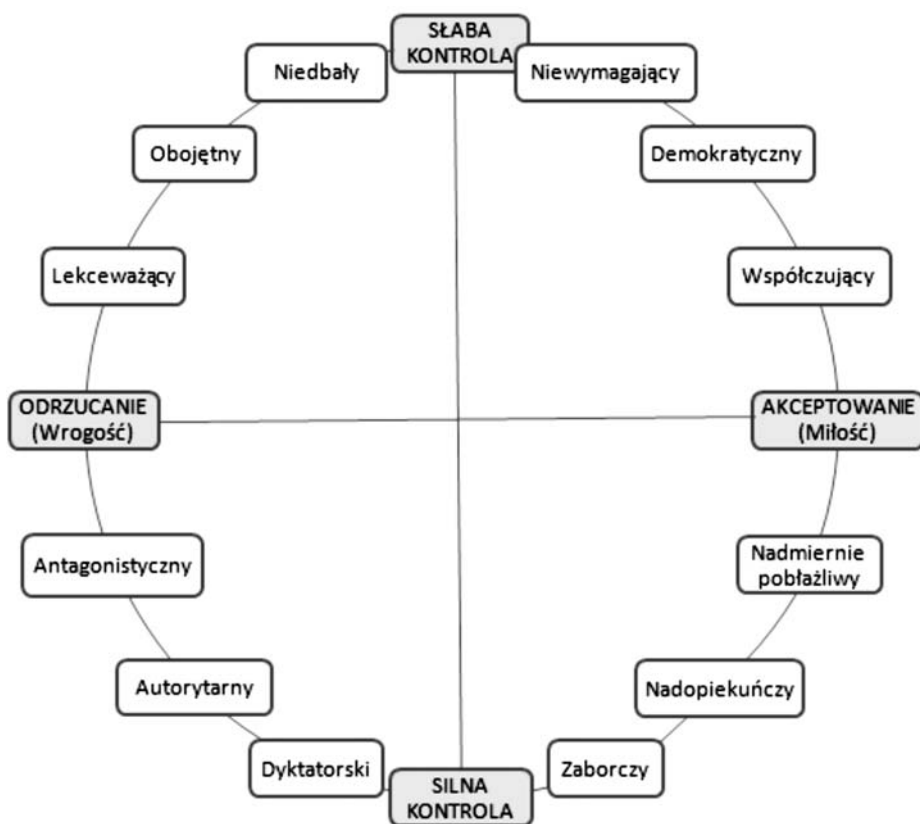 SŁABA
KONTROLA
Niedbały
Niewymagający
Obojętny
Demokratyczny
Lekceważący
Współczujący
ODRZUCANIE
(Wrogość)
AKCEPTOWANIE
(Miłość)
Antagonistyczny
Nadmiernie
pobłażliwy
Autorytarny
Nadopiekuńczy
Dyktatorski
Zaborczy
SILNA
KONTROLA